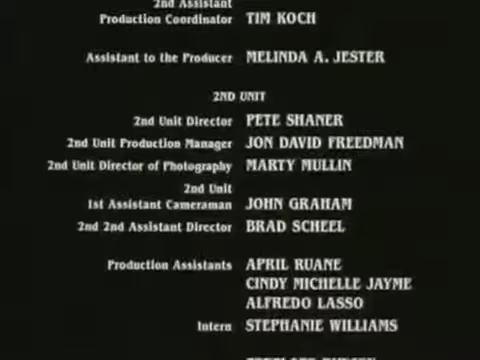 2nd Assistant
Production Coordinator TIM KOCH
Assistant to the Producer MELINDA A. JESTER
2ND UNIT
2nd Unit Director PETE SHANER
2nd Unit Production Manager JON DAVID FREEDMAN
2nd Unit Director of Photography MARTY MULLIN
2nd Unit
1st Assistant Cameraman JOHN GRAHAM
2nd 2nd Assistant Director BRAD SCHEEL
Production Assistants APRIL RUANE
CINDY MICHELLE JAYME
ALFREDO LASSO
Intern STEPHANIE WILLIAMS